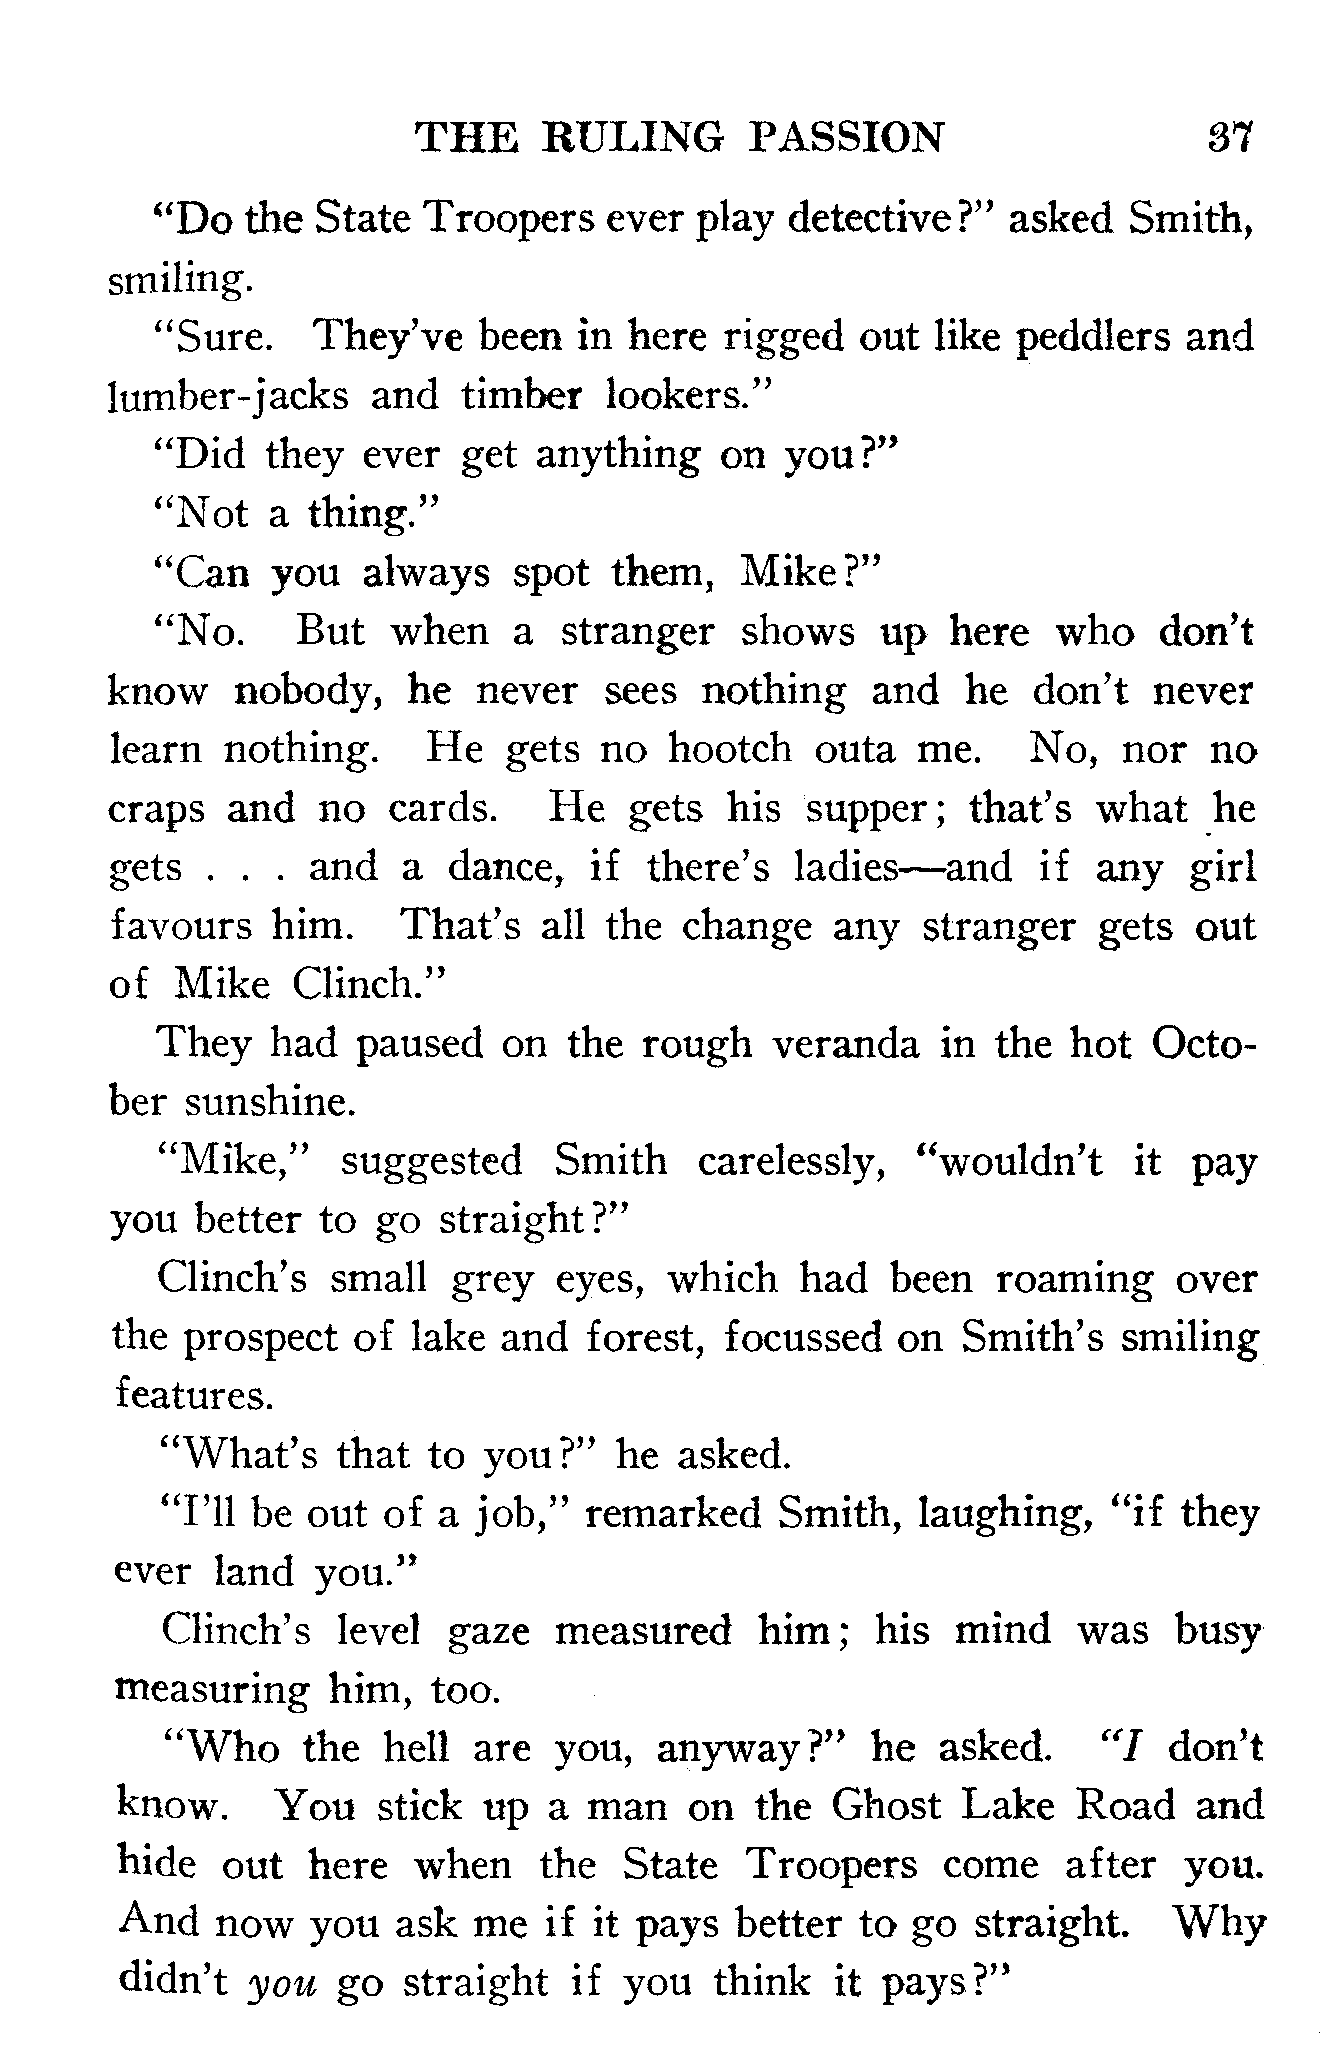 THE RULING PASSION 37
"Do the State Troopers ever play detective?" asked Smith,
smiling.
"Sure. They've been in here rigged out like peddlers and
lumber-jacks and timber lookers."
"Did they ever get anything on you?"
"Not a thing."
"Can you always spot them, Mike?"
"No. But when a stranger shows up here who don't
know nobody, he never sees nothing and he don't never
learn nothing. He gets no hootch outa me. No, nor no
craps and no cards. He gets his supper; that's what he
gets . . . and a dance, if there's ladies—and if any girl
favours him. That's all the change any stranger gets out
of Mike Clinch."
They had paused on the rough veranda in the hot Octo-
ber sunshine.
"Mike," suggested Smith carelessly, "wouldn't it pay
you better to go straight?"
Clinch's small grey eyes, which had been roaming over
the prospect of lake and forest, focussed on Smith's smiling
features.
"What's that to you?" he asked.
"I'll be out of a job," remarked Smith, laughing, "if they
ever land you."
Clinch's level gaze measured him; his mind was busy
measuring him, too.
"Who the hell are you, anyway?" he asked. "I don't
know. You stick up a man on the Ghost Lake Road and
hide out here when the State Troopers come after you.
And now you ask me if it pays better to go straight. Why
didn't you go straight if you think it pays?"